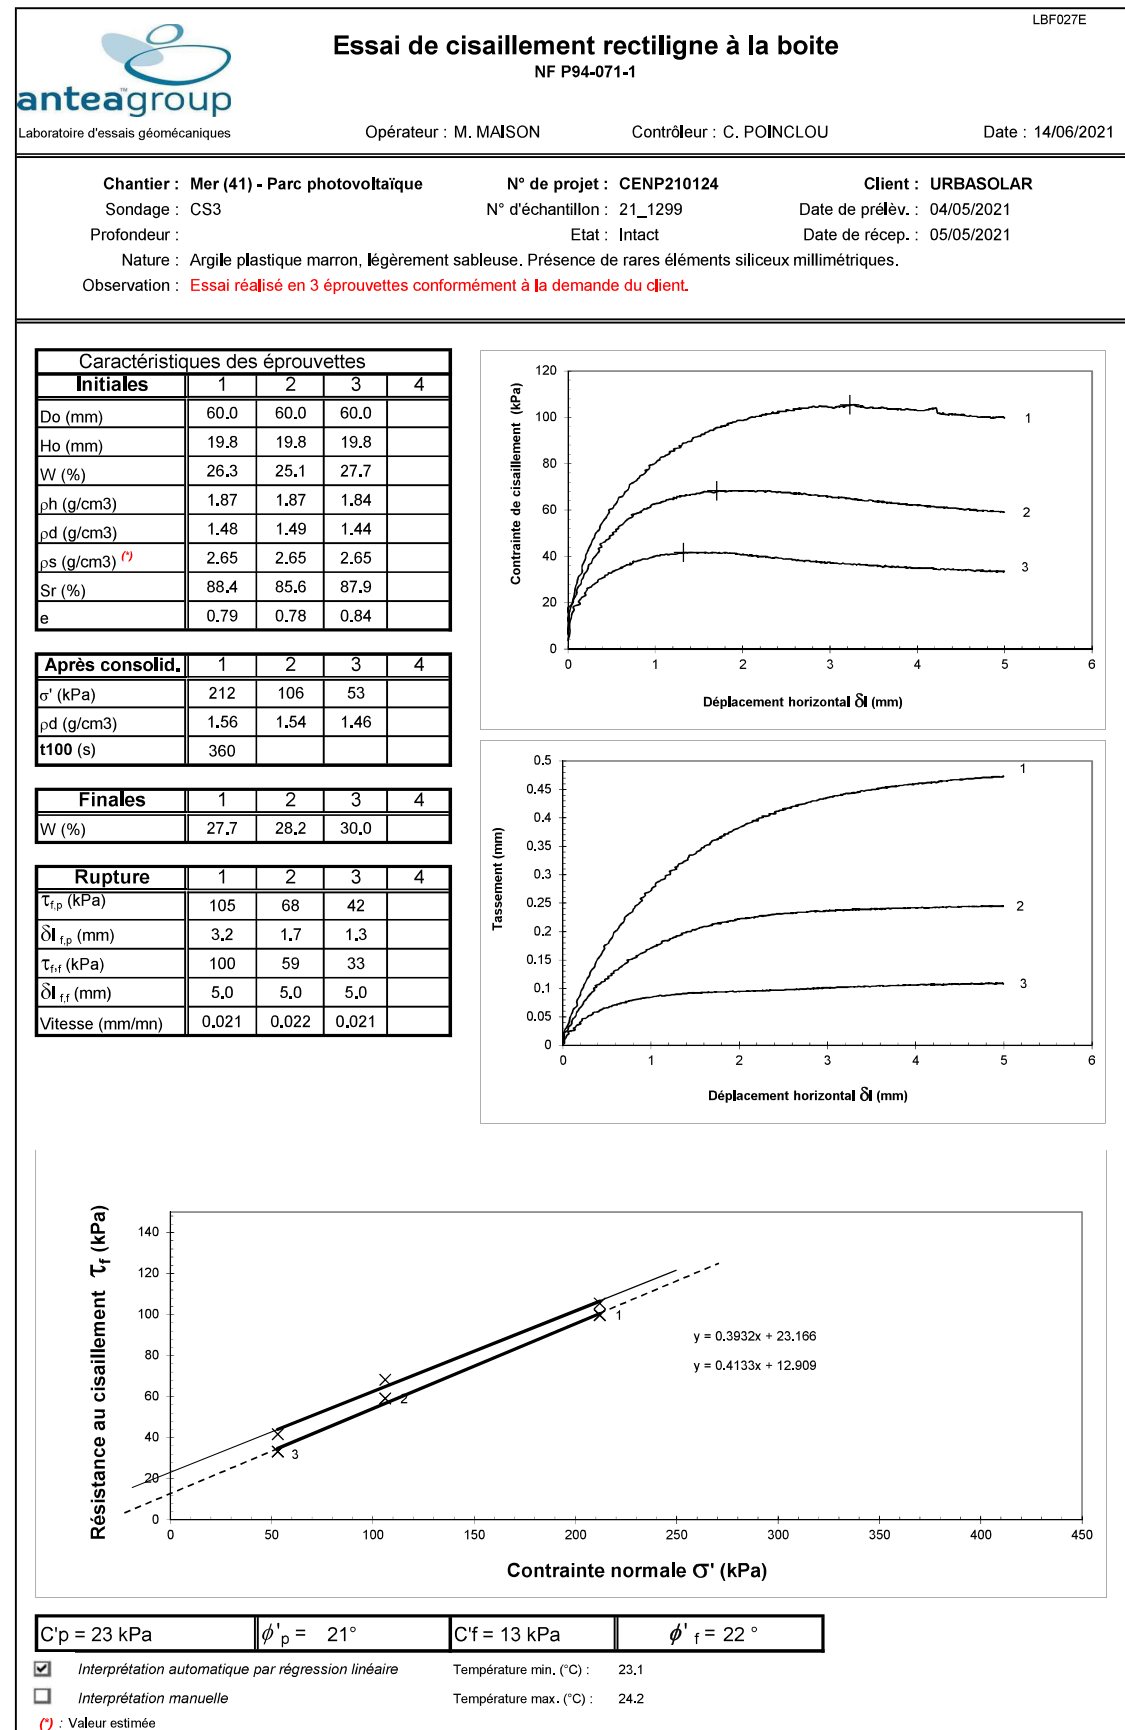 LBF027E
Essai de cisaillement rectiligne à la boite
NF P94-071-1
anteagroup
Laboratoire d'essais géomécaniques
Opérateur : M. MAISON Contrôleur : C. POINCLOU Date : 14/06/2021
Chantier : Mer (41) - Parc photovoltaïque N° de projet : CENP210124 Client : URBASOLAR
Sondage : CS3 N° d'échantillon : 21_1299 Date de prélèv. : 04/05/2021
Profondeur : Etat : Intact Date de récep. : 05/05/2021
Nature : Argile plastique marron, légèrement sableuse. Présence de rares éléments siliceux millimétriques.
Observation : Essai réalisé en 3 éprouvettes conformément à la demande du client.
Caractéristiques des éprouvettes
Initiales 1 2 3 4
Do (mm) 60.0 60.0 60.0
Ho (mm) 19.8 19.8 19.8
W (%) 26.3 25.1 27.7
ρh (g/cm3) 1.87 1.87 1.84
ρd (g/cm3) 1.48 1.49 1.44
ρs (g/cm3) (*) 2.65 2.65 2.65
Sr (%) 88.4 85.6 87.9
e 0.79 0.78 0.84
Après consolid. 1 2 3 4
σ' (kPa) 212 106 53
ρd (g/cm3) 1.56 1.54 1.46
t100 (s) 360
Finales 1 2 3 4
W (%) 27.7 28.2 30.0
Rupture 1 2 3 4
τf,p (kPa) 105 68 42
δl f,p (mm) 3.2 1.7 1.3
τf,f (kPa) 100 59 33
δl f,f (mm) 5.0 5.0 5.0
Vitesse (mm/mn) 0.021 0.022 0.021
Contrainte de cisaillement (kPa)
120
100
80
60
40
20
0
1
2
3
0 1 2 3 4 5 6
Déplacement horizontal δl (mm)
Tassement (mm)
0.5
0.45
0.4
0.35
0.3
0.25
0.2
0.15
0.1
0.05
0
1
2
3
0 1 2 3 4 5 6
Déplacement horizontal δl (mm)
Résistance au cisaillement τf (kPa)
140
120
100
80
60
40
20
0
1
2
3
y = 0.3932x + 23.166
y = 0.4133x + 12.909
0 50 100 150 200 250 300 350 400 450
Contrainte normale σ' (kPa)
C'p = 23 kPa ϕ'p = 21° C'f = 13 kPa ϕ' f = 22 °
Interprétation automatique par régression linéaire Température min. (°C) : 23.1
Interprétation manuelle Température max. (°C) : 24.2
(*) : Valeur estimée